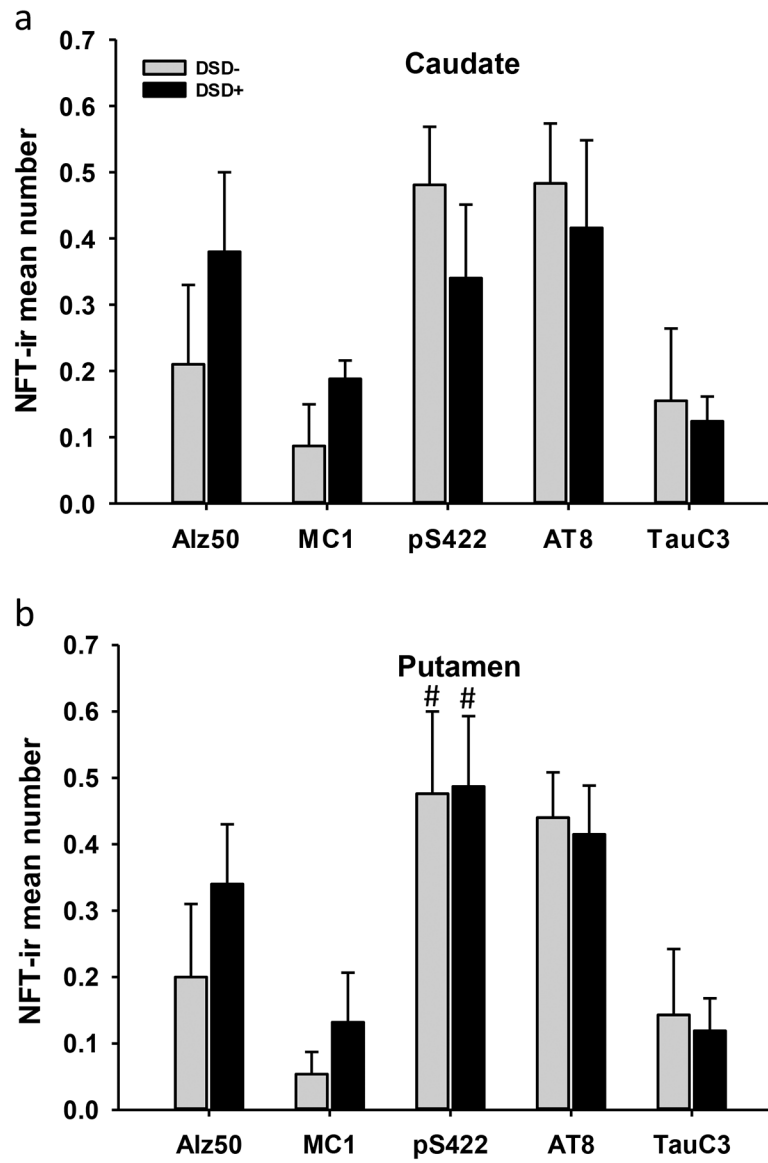 a
Caudate
DSD-
DSD+
NFT-ir mean number
0.7
0.6
0.5
0.4
0.3
0.2
0.1
0.0
Alz50 MC1 pS422 AT8 TauC3
b
Putamen
# #
NFT-ir mean number
0.7
0.6
0.5
0.4
0.3
0.2
0.1
0.0
Alz50 MC1 pS422 AT8 TauC3